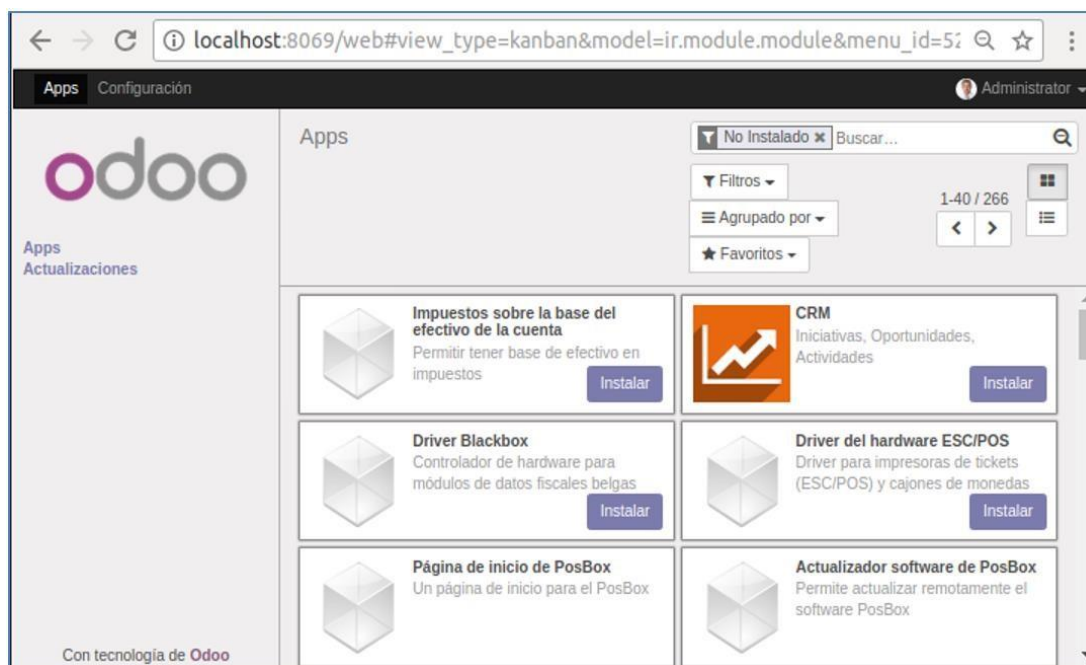 localhost:8069/web#view_type=kanban&model=ir.module.module&menu_id=52
Apps Configuración Administrator
odoo
Apps
Actualizaciones
Con tecnología de Odoo
Apps
No Instalado Buscar...
Filtros
Agrupado por
Favoritos
1-40 / 266
Impuestos sobre la base del
efectivo de la cuenta
Permitir tener base de efectivo en
impuestos
Instalar
CRM
Iniciativas, Oportunidades,
Actividades
Instalar
Driver Blackbox
Controlador de hardware para
módulos de datos fiscales belgas
Instalar
Driver del hardware ESC/POS
Driver para impresoras de tickets
(ESC/POS) y cajones de monedas
Instalar
Página de inicio de PosBox
Un página de inicio para el PosBox
Actualizador software de PosBox
Permite actualizar remotamente el
software PosBox